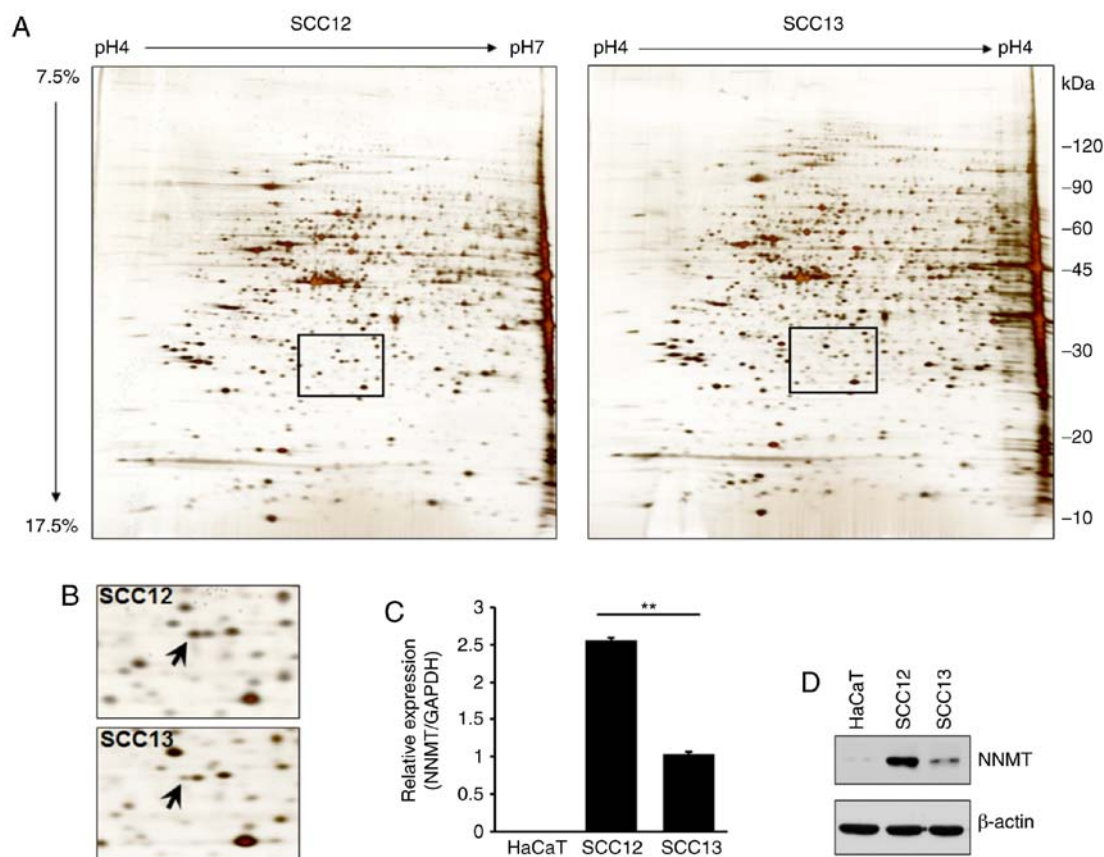 A
SCC12
SCC13
pH4
pH7
pH4
pH4
7.5%
17.5%
kDa
–120
–90
–60
–45
–30
–20
–10
B
SCC12
SCC13
C
Relative expression
(NNMT/GAPDH)
3
2.5
2
1.5
1
0.5
0
**
HaCaT
SCC12
SCC13
D
HaCaT
SCC12
SCC13
NNMT
β-actin